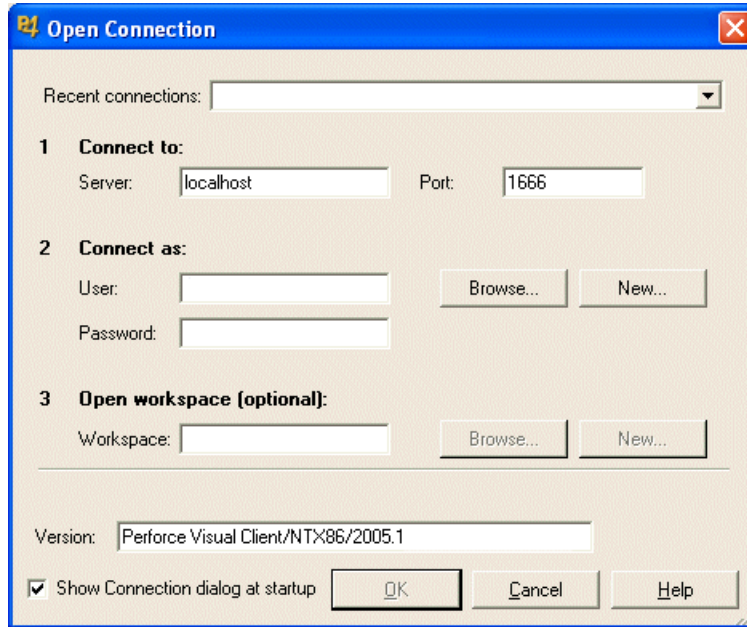 P4 Open Connection
Recent connections:
1 Connect to:
Server: localhost Port: 1666
2 Connect as:
User: Browse... New...
Password:
3 Open workspace (optional):
Workspace: Browse... New...
Version: Perforce Visual Client/NTX86/2005.1
Show Connection dialog at startup OK Cancel Help